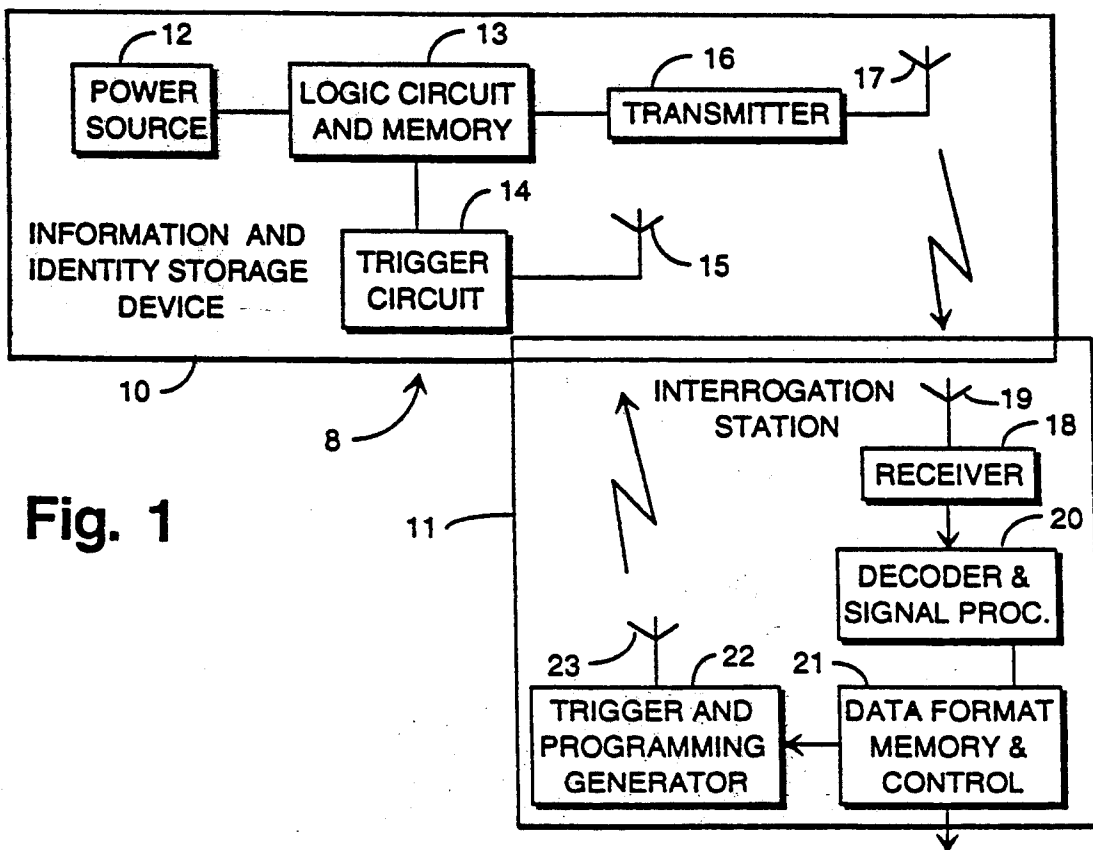 12
13
16
17
POWER
SOURCE
LOGIC CIRCUIT
AND MEMORY
TRANSMITTER
14
15
INFORMATION AND
IDENTITY STORAGE
DEVICE
TRIGGER
CIRCUIT
10
8
INTERROGATION
STATION
19
18
RECEIVER
Fig. 1
11
20
DECODER &
SIGNAL PROC.
23
22
21
TRIGGER AND
PROGRAMMING
GENERATOR
DATA FORMAT
MEMORY &
CONTROL